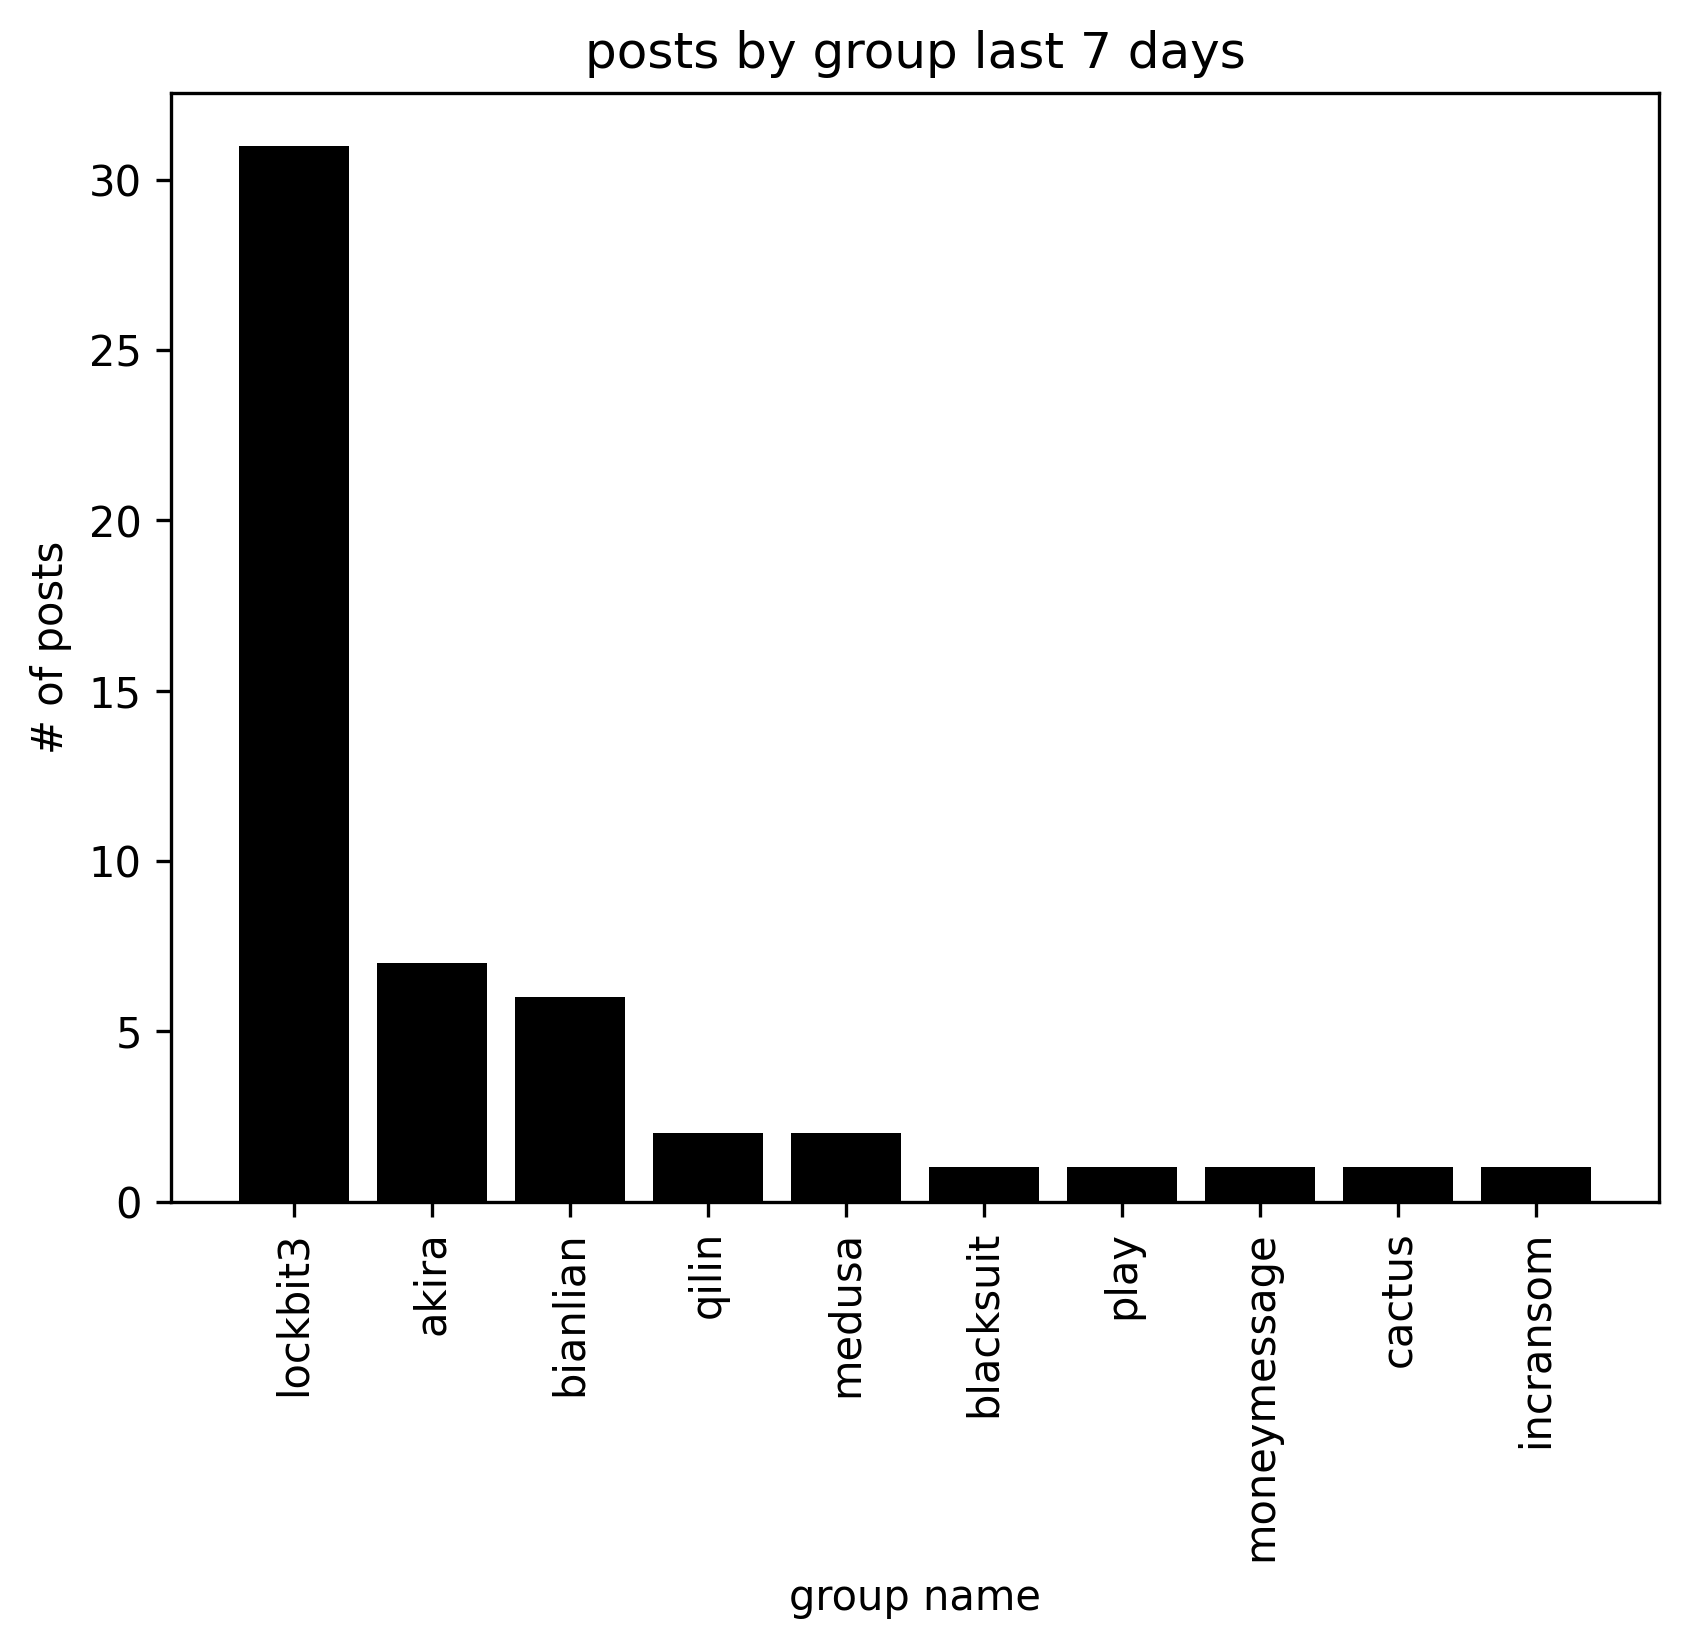 posts by group last 7 days
# of posts
30
25
20
15
10
5
0
lockbit3
akira
bianlian
qilin
medusa
blacksuit
play
moneymessage
cactus
incransom
group name